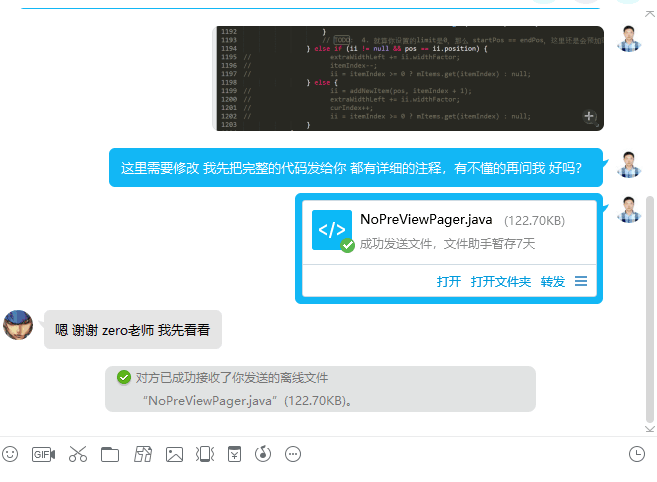 1192 }
1193 // TODO: 4. 就算你设置的limit是0，那么 startPos == endPos，
1194 } else if (ii != null && pos == ii.position) {
1195 // extraWidthLeft += ii.widthFactor;
1196 // itemIndex--;
1197 // ii = itemIndex >= 0 ? mItems.get(itemIndex) : null;
1198 } else {
1199 // ii = addNewItem(pos, itemIndex + 1);
1200 // extraWidthLeft += ii.widthFactor;
1201 // curIndex++;
1202 // ii = itemIndex >= 0 ? mItems.get(itemIndex) : null;
1203 }
这里需要修改 我先把完整的代码发给你 都有详细的注释，有不懂的再问我 好吗？
NoPreViewPager.java (122.70KB)
成功发送文件，文件助手暂存7天
打开 打开文件夹 转发
嗯 谢谢 zero老师 我先看看
对方已成功接收了你发送的离线文件
“NoPreViewPager.java”(122.70KB)。
GIF